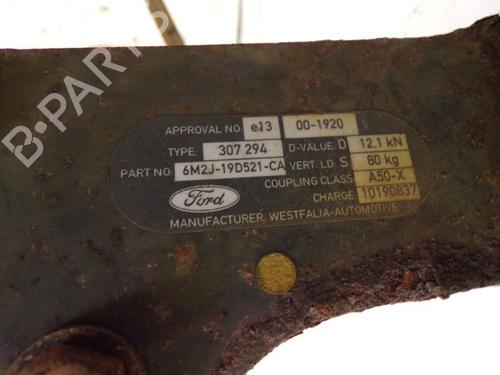 APPROVAL NO e13 00-1920
TYPE 307 294 D-VALUE D 12.1 kN
PART NO. 6M2J-19D521-CA VERT. LD S 80 kg
COUPLING CLASS A50-X
Ford CHARGE 10190837
MANUFACTURER WESTFALIA-AUTOMOTIVE
B-PARTS